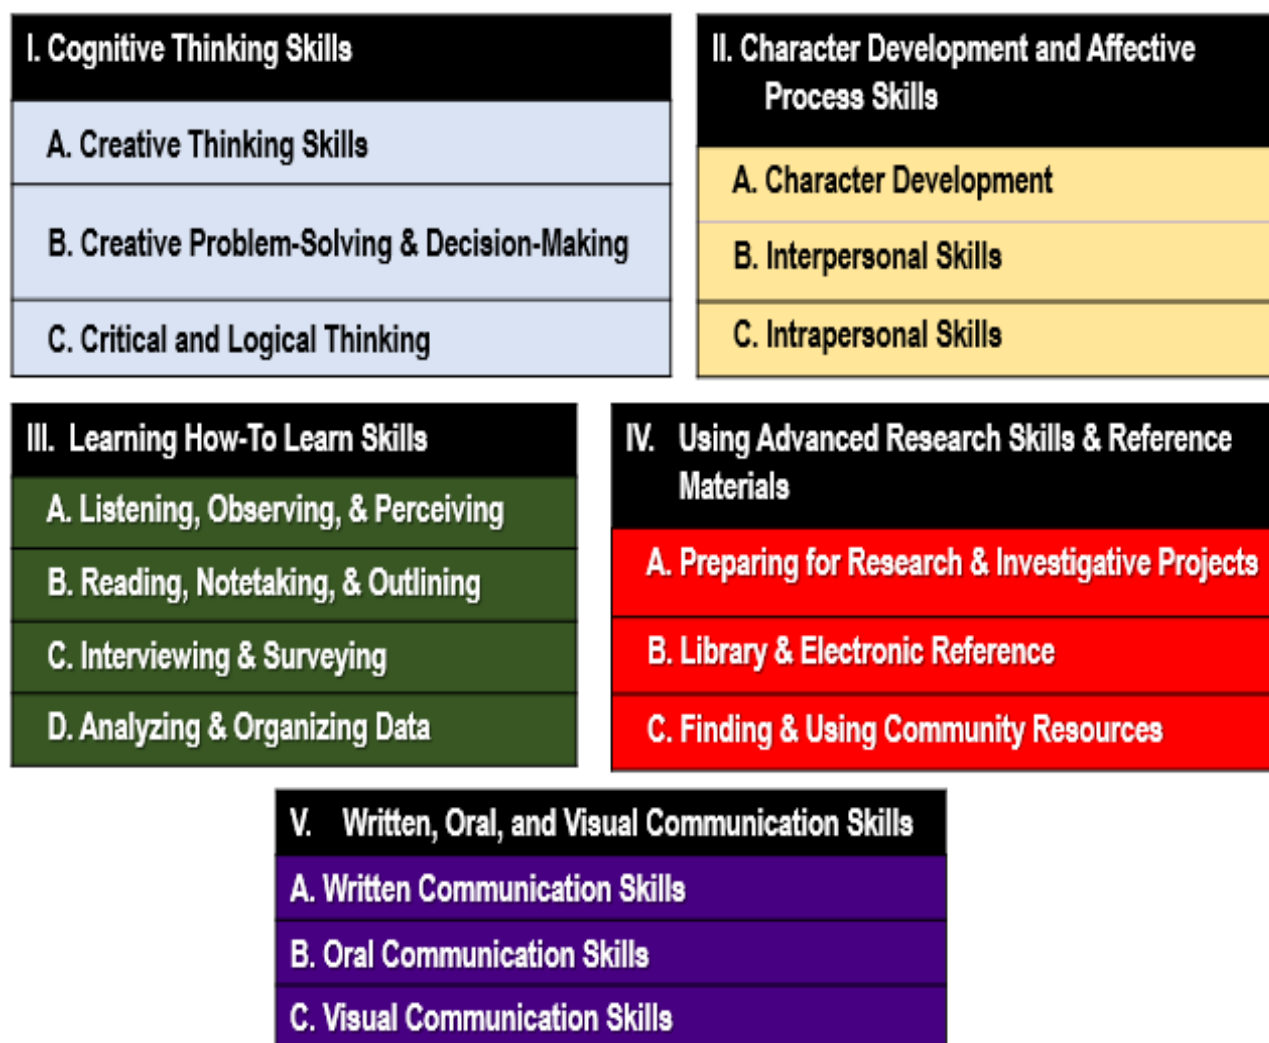 I. Cognitive Thinking Skills
A. Creative Thinking Skills
B. Creative Problem-Solving & Decision-Making
C. Critical and Logical Thinking
II. Character Development and Affective
Process Skills
A. Character Development
B. Interpersonal Skills
C. Intrapersonal Skills
III. Learning How-To Learn Skills
A. Listening, Observing, & Perceiving
B. Reading, Notetaking, & Outlining
C. Interviewing & Surveying
D. Analyzing & Organizing Data
IV. Using Advanced Research Skills & Reference
Materials
A. Preparing for Research & Investigative Projects
B. Library & Electronic Reference
C. Finding & Using Community Resources
V. Written, Oral, and Visual Communication Skills
A. Written Communication Skills
B. Oral Communication Skills
C. Visual Communication Skills